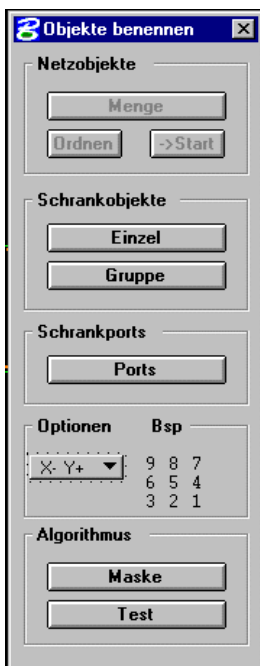 Objekte benennen
Netzobjekte
Menge
Ordnen ->Start
Schrankobjekte
Einzel
Gruppe
Schrankports
Ports
Optionen Bsp
X- Y+ 9 8 7
6 5 4
3 2 1
Algorithmus
Maske
Test